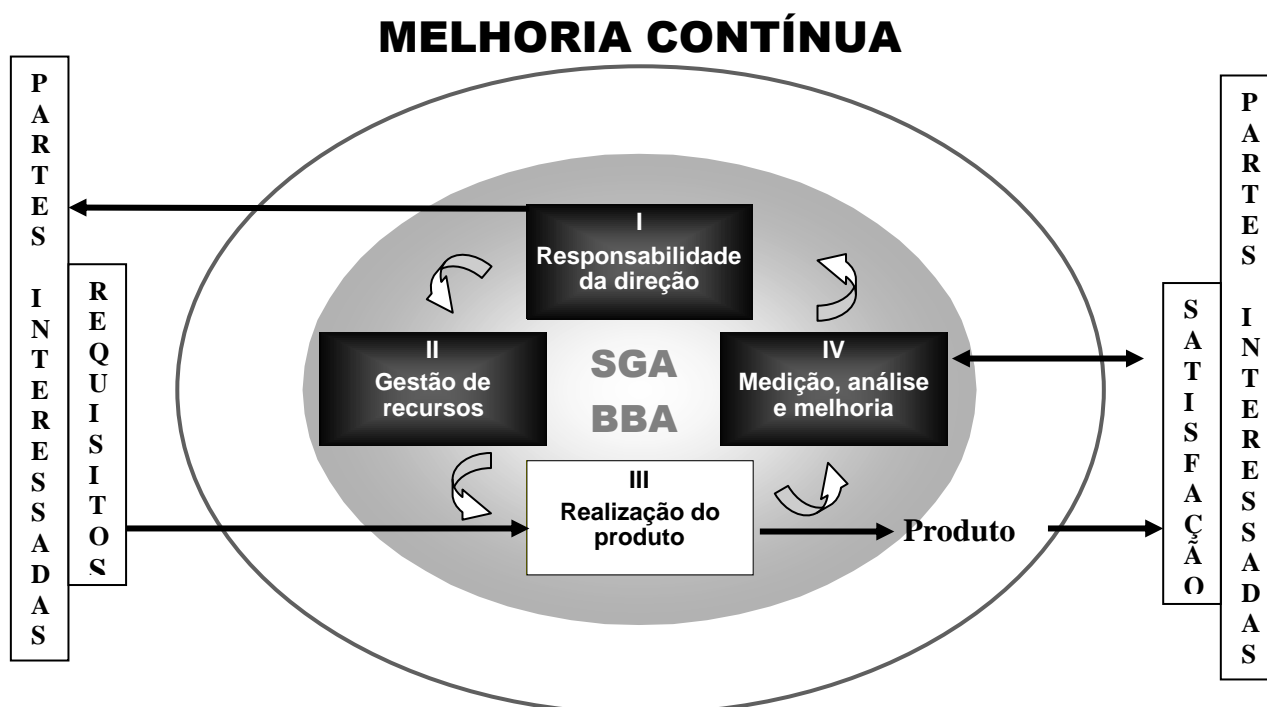 MELHORIA CONTÍNUA
PARTES INTERESSADAS
REQUISITOS
I
Responsabilidade
da direção
II
Gestão de
recursos
SGA
BBA
IV
Medição, análise
e melhoria
III
Realização do
produto
Produto
SATISFAÇÃO
PARTES INTERESSADAS